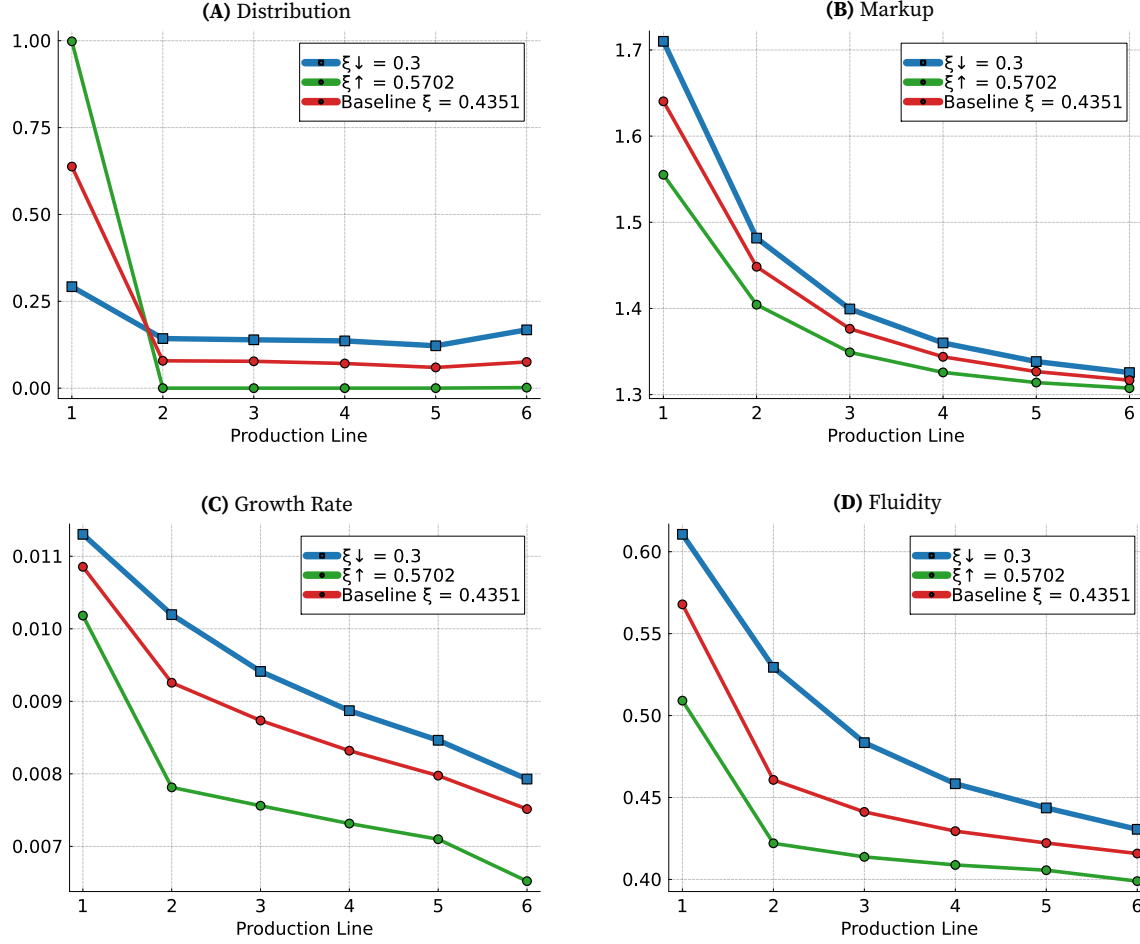 (A) Distribution
1.00
0.75
0.50
0.25
0.00
ξ↓ = 0.3
ξ↑ = 0.5702
Baseline ξ = 0.4351
1 2 3 4 5 6
Production Line
(B) Markup
1.7
1.6
1.5
1.4
1.3
ξ↓ = 0.3
ξ↑ = 0.5702
Baseline ξ = 0.4351
1 2 3 4 5 6
Production Line
(C) Growth Rate
0.011
0.010
0.009
0.008
0.007
ξ↓ = 0.3
ξ↑ = 0.5702
Baseline ξ = 0.4351
1 2 3 4 5 6
Production Line
(D) Fluidity
0.60
0.55
0.50
0.45
0.40
ξ↓ = 0.3
ξ↑ = 0.5702
Baseline ξ = 0.4351
1 2 3 4 5 6
Production Line